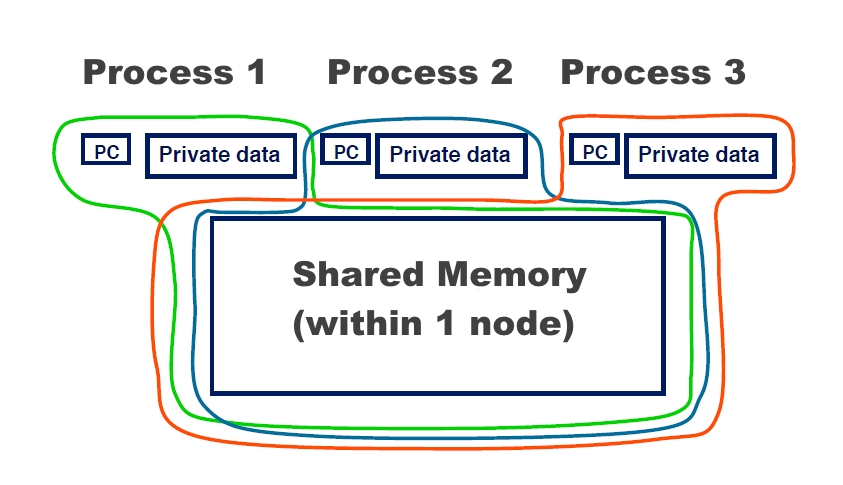 Process 1 Process 2 Process 3
PC Private data PC Private data PC Private data
Shared Memory
(within 1 node)